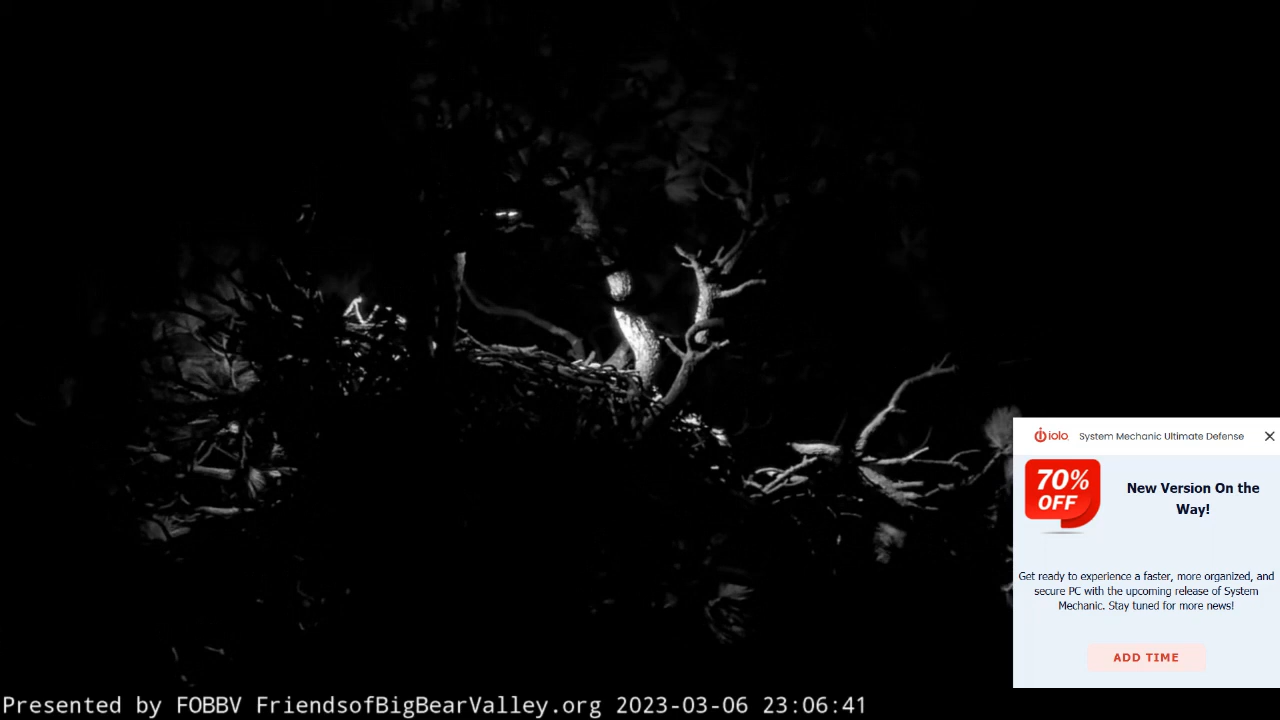 iolo System Mechanic Ultimate Defense
70%
OFF
New Version On the
Way!
Get ready to experience a faster, more organized, and
secure PC with the upcoming release of System
Mechanic. Stay tuned for more news!
ADD TIME
Presented by FOBBV FriendsofBigBearValley.org 2023-03-06 23:06:41